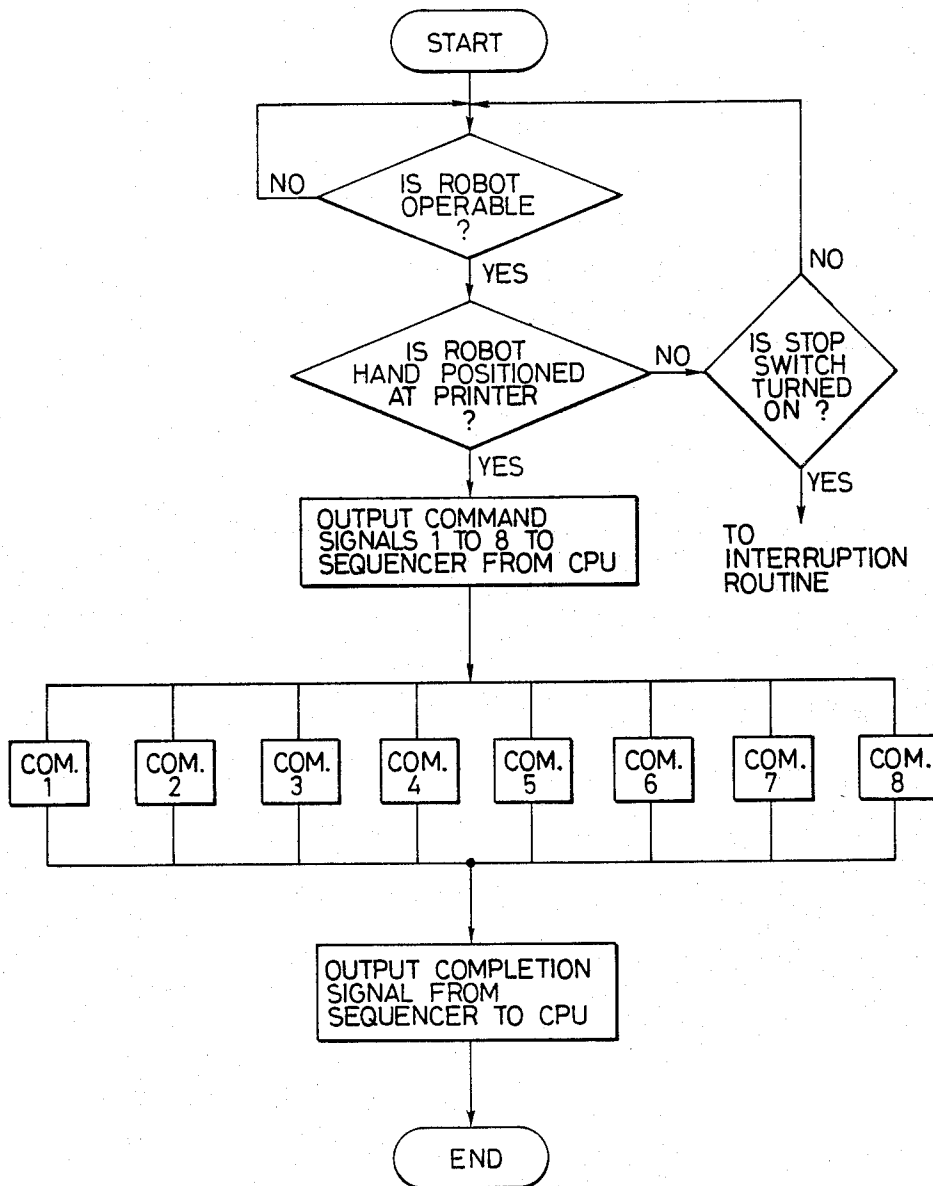 START
NO
IS ROBOT
OPERABLE
?
YES
NO
IS ROBOT
HAND POSITIONED
AT PRINTER
?
NO
IS STOP
SWITCH
TURNED
ON ?
YES
YES
OUTPUT COMMAND
SIGNALS 1 TO 8 TO
SEQUENCER FROM CPU
TO
INTERRUPTION
ROUTINE
COM.
1
COM.
2
COM.
3
COM.
4
COM.
5
COM.
6
COM.
7
COM.
8
OUTPUT COMPLETION
SIGNAL FROM
SEQUENCER TO CPU
END